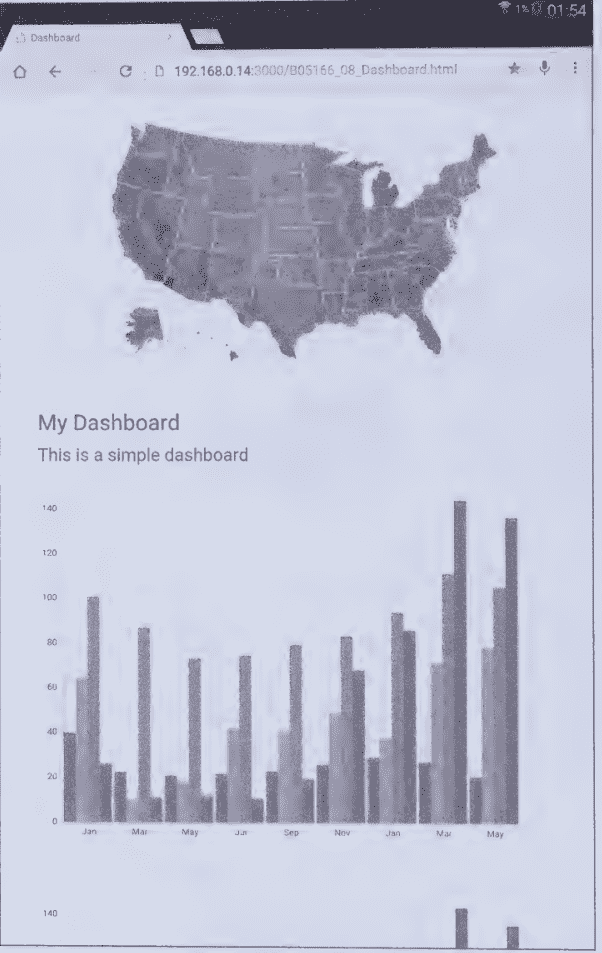 1% 01:54
Dashboard
192.168.0.14:3000/B05166_08_Dashboard.html
My Dashboard
This is a simple dashboard
140
120
100
80
60
40
20
0
Jan Mar May Jul Sep Nov Jan Mar May
140